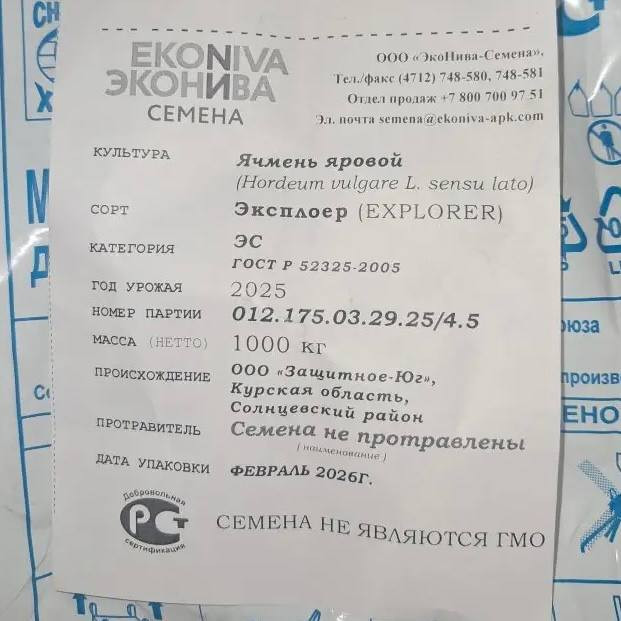 EKONIVA
ЭКОНИВА
СЕМЕНА
ООО «ЭкоНива-Семена»,
Тел./факс (4712) 748-580, 748-581
Отдел продаж +7 800 700 97 51
Эл. почта semena@ekoniva-apk.com
КУЛЬТУРА Ячмень яровой
(Hordeum vulgare L. sensu lato)
СОРТ Эксплоер (EXPLORER)
КАТЕГОРИЯ ЭС
ГОСТ Р 52325-2005
ГОД УРОЖАЯ 2025
НОМЕР ПАРТИИ 012.175.03.29.25/4.5
МАССА (НЕТТО) 1000 кг
ПРОИСХОЖДЕНИЕ ООО «Защитное-Юг»,
Курская область,
Солнцевский район
ПРОТРАВИТЕЛЬ Семена не протравлены
(наименование)
ДАТА УПАКОВКИ ФЕВРАЛЬ 2026Г.
Добровольная
РСТ
сертификация
СЕМЕНА НЕ ЯВЛЯЮТСЯ ГМО